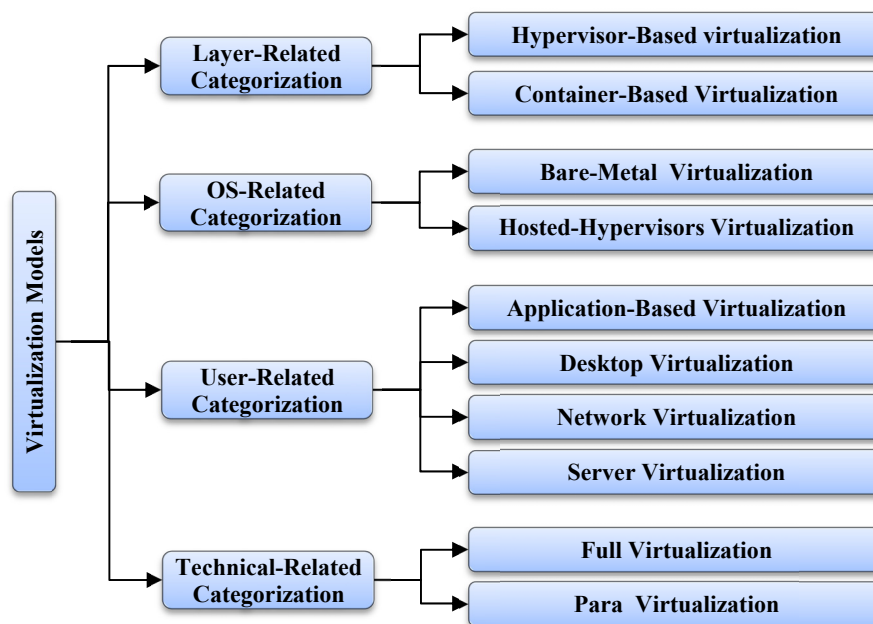 Virtualization Models
Layer-Related
Categorization
Hypervisor-Based virtualization
Container-Based Virtualization
OS-Related
Categorization
Bare-Metal Virtualization
Hosted-Hypervisors Virtualization
User-Related
Categorization
Application-Based Virtualization
Desktop Virtualization
Network Virtualization
Server Virtualization
Technical-Related
Categorization
Full Virtualization
Para Virtualization